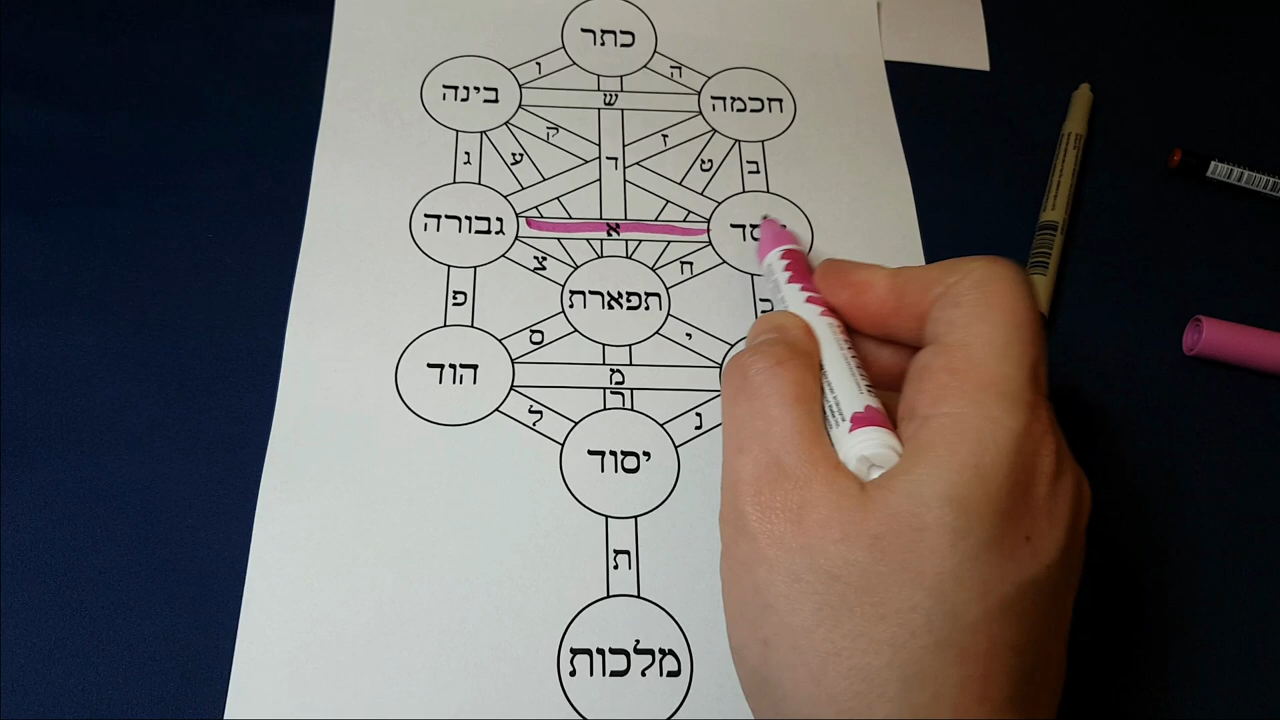 כתר
ה ו
חכמה ש בינה
ז ק
ב ט ד ע ג
א גבורה
ח צ
תפארת
כ פ
י ס
מ הוד
ר
נ ל
יסוד
ת
מלכות